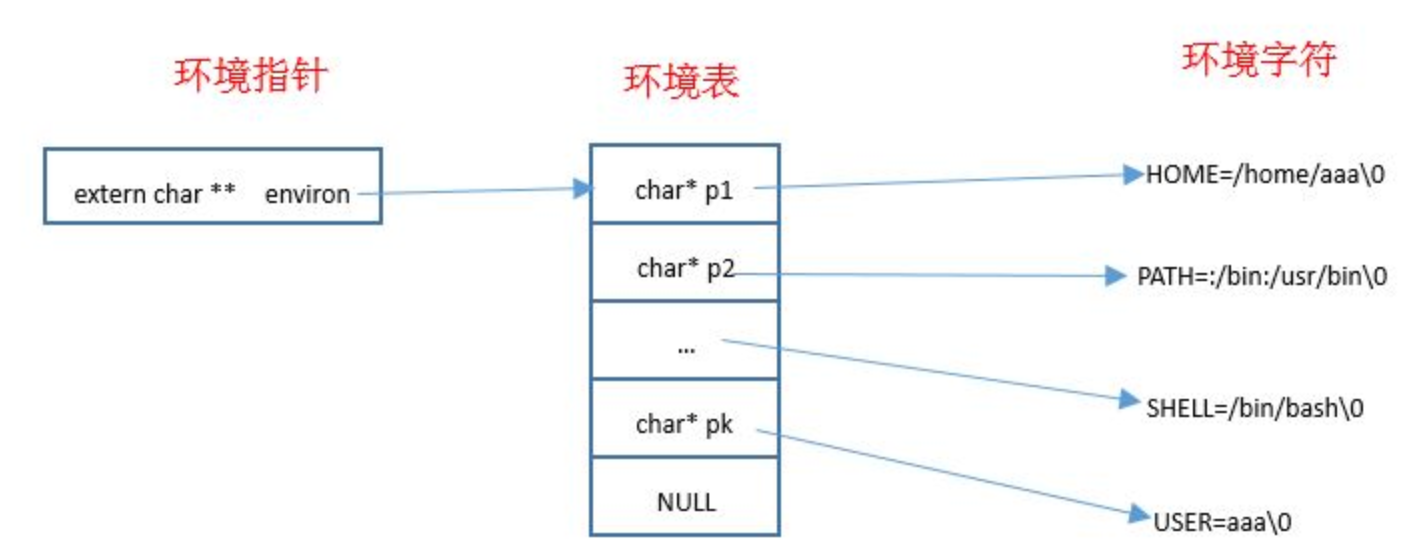 环境指针
环境表
环境字符
extern char ** environ
char* p1
char* p2
...
char* pk
NULL
HOME=/home/aaa\0
PATH=:/bin:/usr/bin\0
SHELL=/bin/bash\0
USER=aaa\0